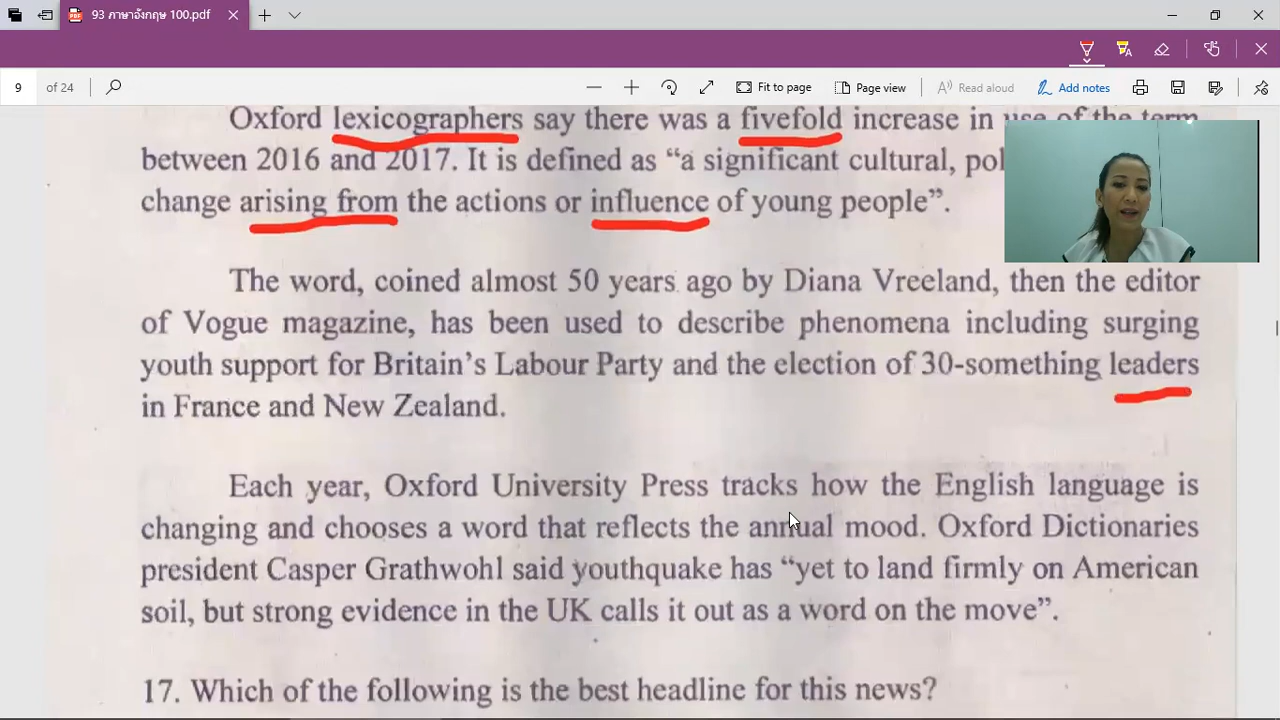 93 ภาษาอังกฤษ 100.pdf
9 of 24
Fit to page
Page view
Read aloud
Add notes
Oxford lexicographers say there was a fivefold increase in use of the term
between 2016 and 2017. It is defined as “a significant cultural,
change arising from the actions or influence of young people”.
The word, coined almost 50 years ago by Diana Vreeland, then the editor
of Vogue magazine, has been used to describe phenomena including surging
youth support for Britain’s Labour Party and the election of 30-something leaders
in France and New Zealand.
Each year, Oxford University Press tracks how the English language is
changing and chooses a word that reflects the annual mood. Oxford Dictionaries
president Casper Grathwohl said youthquake has “yet to land firmly on American
soil, but strong evidence in the UK calls it out as a word on the move”.
17. Which of the following is the best headline for this news?